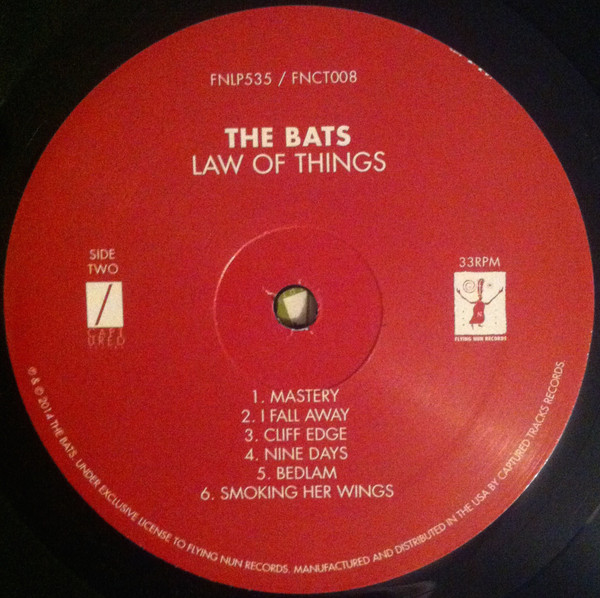 FNLP535 / FNCT008
THE BATS
LAW OF THINGS
SIDE
TWO
CAPT
URED
33RPM
FLYING NUN RECORDS
1. MASTERY
2. I FALL AWAY
3. CLIFF EDGE
4. NINE DAYS
5. BEDLAM
6. SMOKING HER WINGS
℗ & © 2014 THE BATS. UNDER EXCLUSIVE LICENSE TO FLYING NUN RECORDS. MANUFACTURED AND DISTRIBUTED IN THE USA BY CAPTURED TRACKS RECORDS.